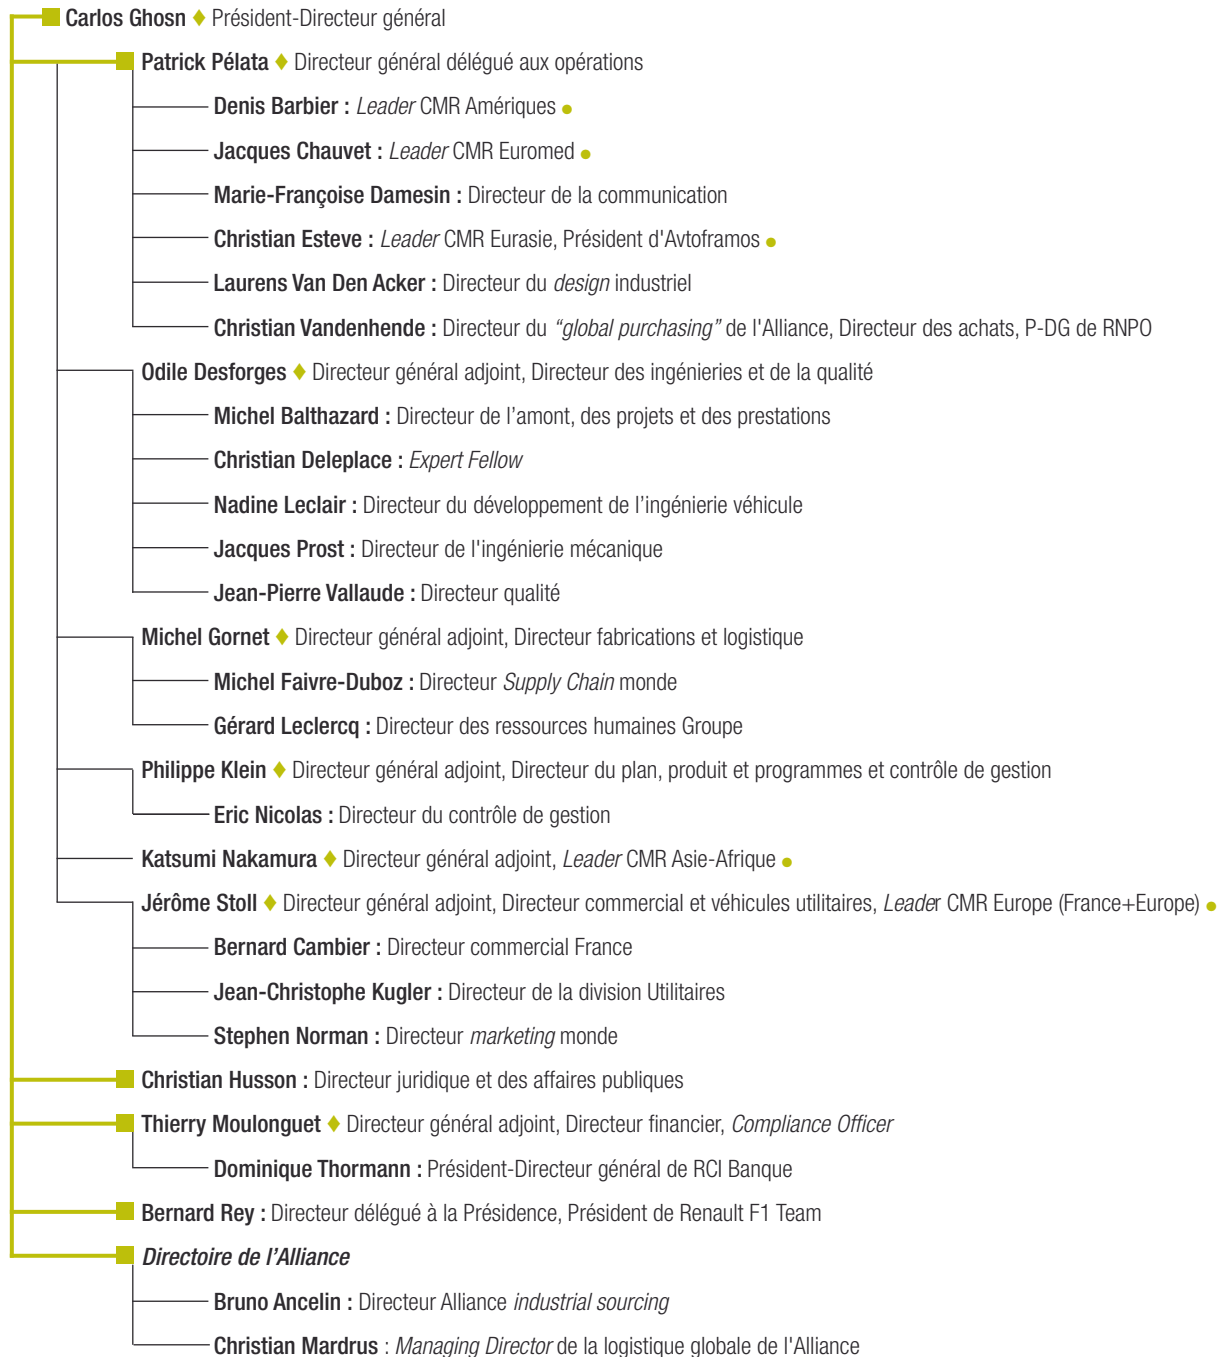 Carlos Ghosn ♦ Président-Directeur général
Patrick Pélata ♦ Directeur général délégué aux opérations
Denis Barbier : Leader CMR Amériques ●
Jacques Chauvet : Leader CMR Euromed ●
Marie-Françoise Damesin : Directeur de la communication
Christian Esteve : Leader CMR Eurasie, Président d'Avtoframos ●
Laurens Van Den Acker : Directeur du design industriel
Christian Vandenhende : Directeur du “global purchasing” de l'Alliance, Directeur des achats, P-DG de RNPO
Odile Desforges ♦ Directeur général adjoint, Directeur des ingénieries et de la qualité
Michel Balthazard : Directeur de l’amont, des projets et des prestations
Christian Deleplace : Expert Fellow
Nadine Leclair : Directeur du développement de l’ingénierie véhicule
Jacques Prost : Directeur de l'ingénierie mécanique
Jean-Pierre Vallaude : Directeur qualité
Michel Gornet ♦ Directeur général adjoint, Directeur fabrications et logistique
Michel Faivre-Duboz : Directeur Supply Chain monde
Gérard Leclercq : Directeur des ressources humaines Groupe
Philippe Klein ♦ Directeur général adjoint, Directeur du plan, produit et programmes et contrôle de gestion
Eric Nicolas : Directeur du contrôle de gestion
Katsumi Nakamura ♦ Directeur général adjoint, Leader CMR Asie-Afrique ●
Jérôme Stoll ♦ Directeur général adjoint, Directeur commercial et véhicules utilitaires, Leader CMR Europe (France+Europe) ●
Bernard Cambier : Directeur commercial France
Jean-Christophe Kugler : Directeur de la division Utilitaires
Stephen Norman : Directeur marketing monde
Christian Husson : Directeur juridique et des affaires publiques
Thierry Moulonguet ♦ Directeur général adjoint, Directeur financier, Compliance Officer
Dominique Thormann : Président-Directeur général de RCI Banque
Bernard Rey : Directeur délégué à la Présidence, Président de Renault F1 Team
Directoire de l’Alliance
Bruno Ancelin : Directeur Alliance industrial sourcing
Christian Mardrus : Managing Director de la logistique globale de l'Alliance